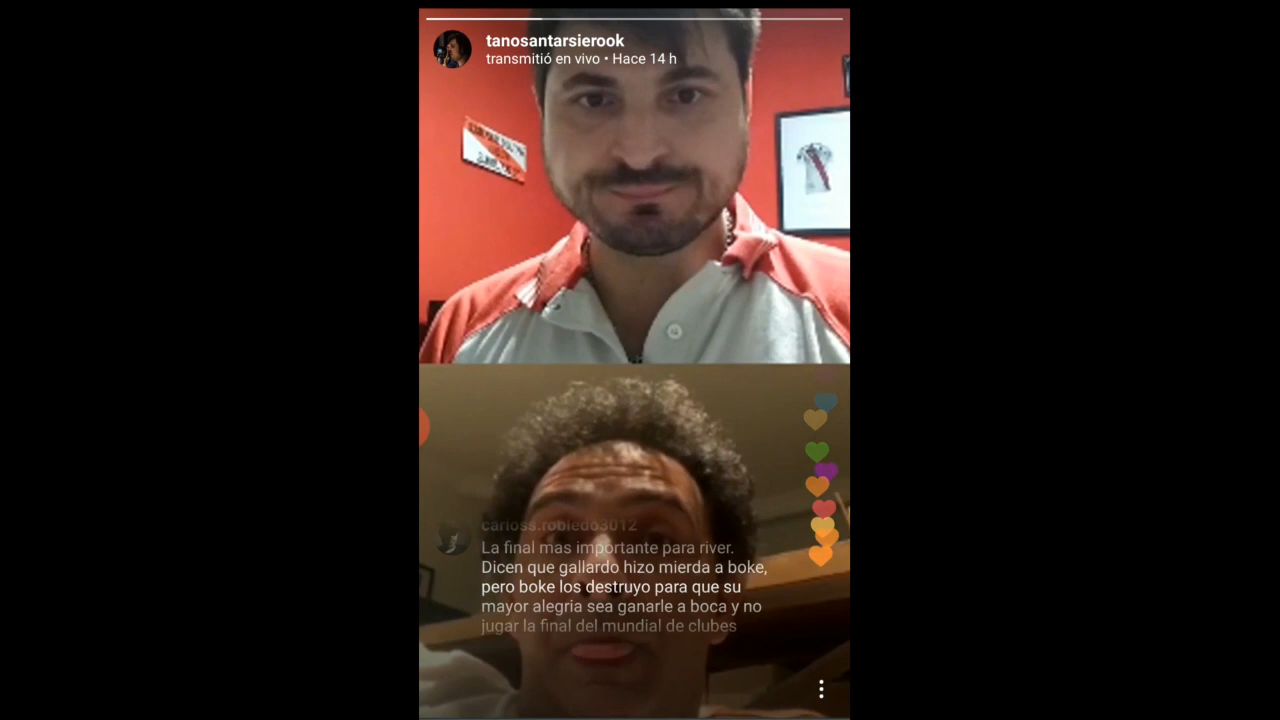 tanosantarsierook
transmitió en vivo • Hace 14 h
carloss.robledo3012
La final mas importante para river.
Dicen que gallardo hizo mierda a boke,
pero boke los destruyo para que su
mayor alegria sea ganarle a boca y no
jugar la final del mundial de clubes